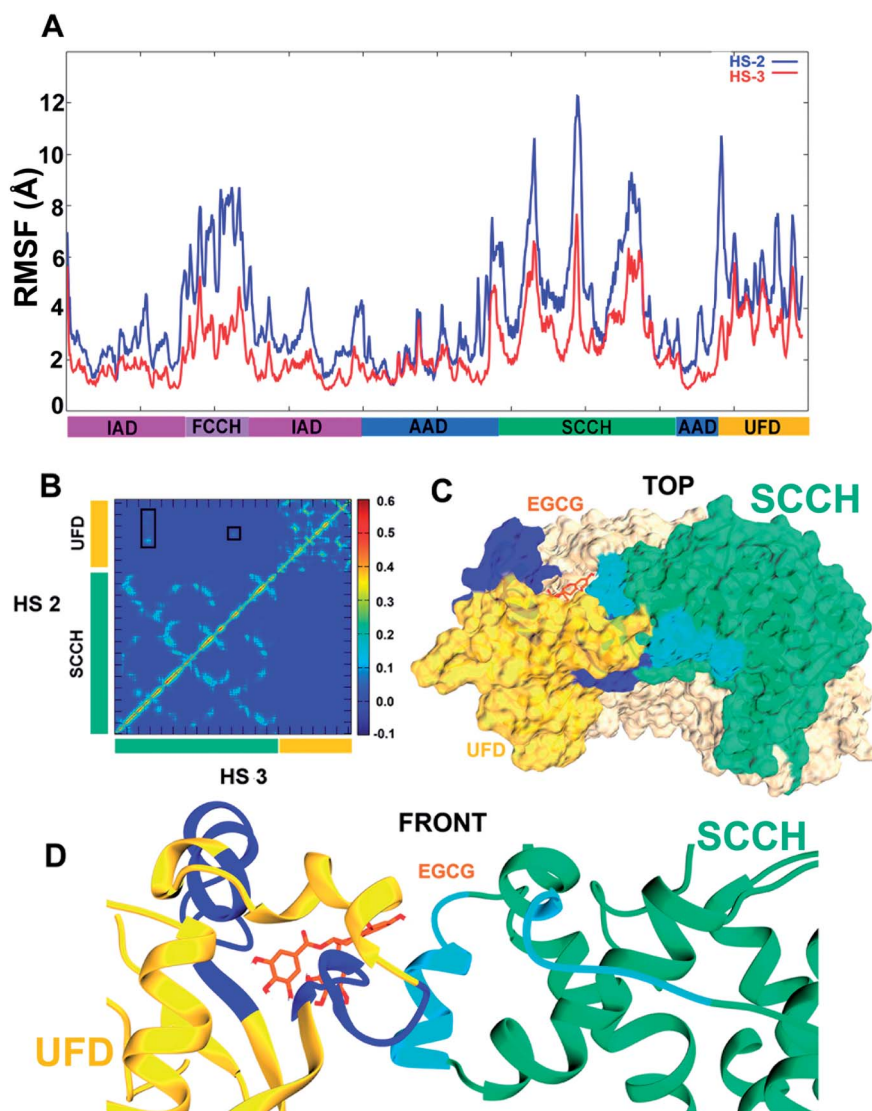 A
HS-2
HS-3
RMSF (Å)
12
10
8
6
4
2
0
IAD FCCH IAD AAD SCCH AAD UFD
B
C
TOP
EGCG
SCCH
UFD
HS 2
SCCH
0.6
0.5
0.4
0.3
0.2
0.1
0.0
-0.1
UFD
HS 3
D
FRONT
EGCG
SCCH
UFD